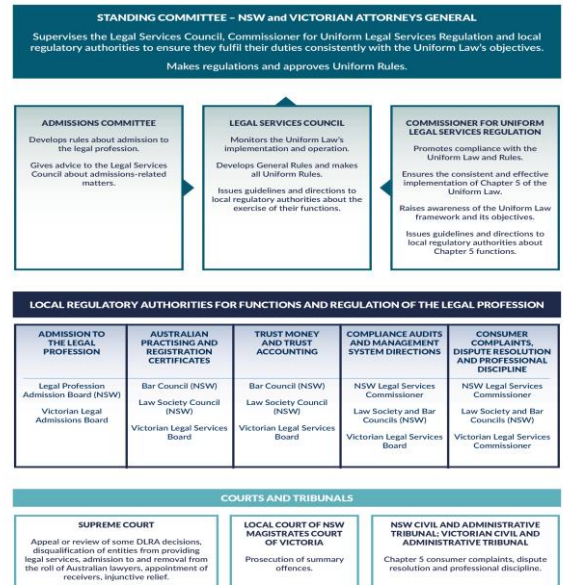 STANDING COMMITTEE – NSW and VICTORIAN ATTORNEYS GENERAL
Supervises the Legal Services Council, Commissioner for Uniform Legal Services Regulation and local
regulatory authorities to ensure they fulfil their duties consistently with the Uniform Law's objectives.
Makes regulations and approves Uniform Rules.
ADMISSIONS COMMITTEE
Develops rules about admission to
the legal profession.
Gives advice to the Legal Services
Council about admissions-related
matters.
LEGAL SERVICES COUNCIL
Monitors the Uniform Law's
implementation and operation.
Develops General Rules and makes
all Uniform Rules.
Issues guidelines and directions to
local regulatory authorities about the
exercise of their functions.
COMMISSIONER FOR UNIFORM
LEGAL SERVICES REGULATION
Promotes compliance with the
Uniform Law and Rules.
Ensures the consistent and effective
implementation of Chapter 5 of the
Uniform Law.
Raises awareness of the Uniform Law
framework and its objectives.
Issues guidelines and directions to
local regulatory authorities about
Chapter 5 functions.
LOCAL REGULATORY AUTHORITIES FOR FUNCTIONS AND REGULATION OF THE LEGAL PROFESSION
ADMISSION TO
THE LEGAL
PROFESSION
Legal Profession
Admission Board (NSW)
Victorian Legal
Admissions Board
AUSTRALIAN
PRACTISING AND
REGISTRATION
CERTIFICATES
Bar Council (NSW)
Law Society Council
(NSW)
Victorian Legal Services
Board
TRUST MONEY
AND TRUST
ACCOUNTING
Bar Council (NSW)
Law Society Council
(NSW)
Victorian Legal Services
Board
COMPLIANCE AUDITS
AND MANAGEMENT
SYSTEM DIRECTIONS
NSW Legal Services
Commissioner
Law Society and Bar
Councils (NSW)
Victorian Legal Services
Board
CONSUMER
COMPLAINTS,
DISPUTE RESOLUTION
AND PROFESSIONAL
DISCIPLINE
NSW Legal Services
Commissioner
Law Society and Bar
Councils (NSW)
Victorian Legal Services
Commissioner
COURTS AND TRIBUNALS
SUPREME COURT
Appeal or review of some DLRA decisions,
disqualification of entities from providing
legal services, admission to and removal from
the roll of Australian lawyers, appointment of
receivers, injunctive relief.
LOCAL COURT OF NSW
MAGISTRATES COURT
OF VICTORIA
Prosecution of summary
offences.
NSW CIVIL AND ADMINISTRATIVE
TRIBUNAL; VICTORIAN CIVIL AND
ADMINISTRATIVE TRIBUNAL
Chapter 5 consumer complaints, dispute
resolution and professional discipline.